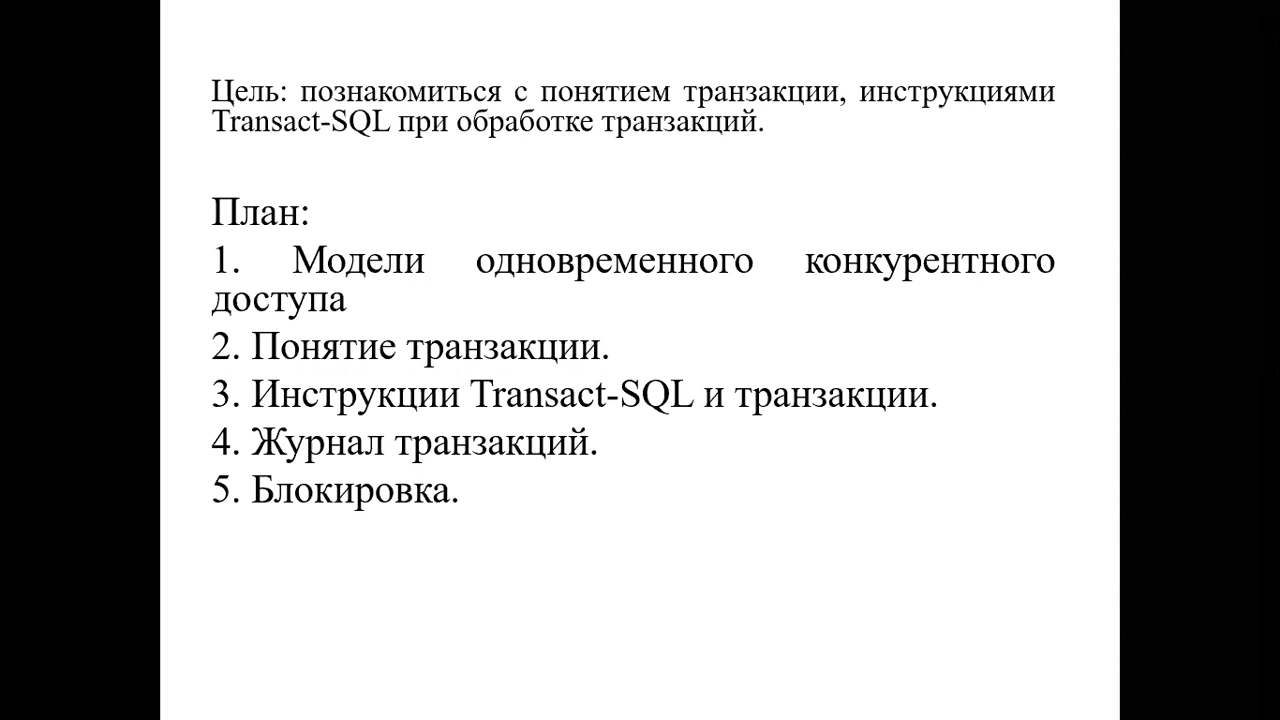 Цель: познакомиться с понятием транзакции, инструкциями
Transact-SQL при обработке транзакций.
План:
1. Модели одновременного конкурентного
доступа
2. Понятие транзакции.
3. Инструкции Transact-SQL и транзакции.
4. Журнал транзакций.
5. Блокировка.